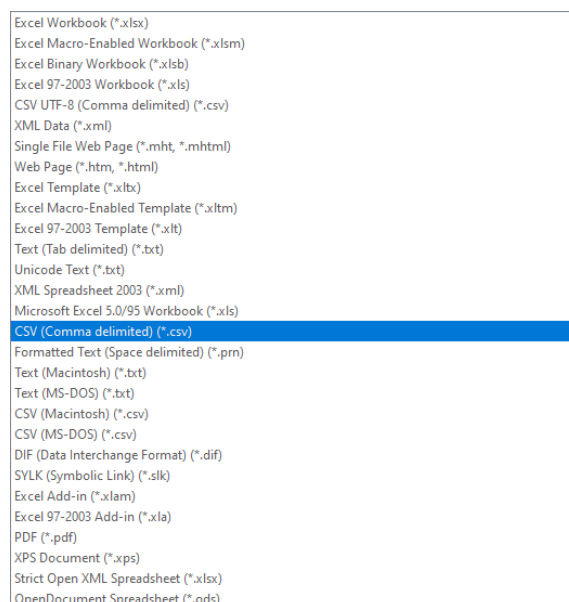 Excel Workbook (*.xlsx)
Excel Macro-Enabled Workbook (*.xlsm)
Excel Binary Workbook (*.xlsb)
Excel 97-2003 Workbook (*.xls)
CSV UTF-8 (Comma delimited) (*.csv)
XML Data (*.xml)
Single File Web Page (*.mht, *.mhtml)
Web Page (*.htm, *.html)
Excel Template (*.xltx)
Excel Macro-Enabled Template (*.xltm)
Excel 97-2003 Template (*.xlt)
Text (Tab delimited) (*.txt)
Unicode Text (*.txt)
XML Spreadsheet 2003 (*.xml)
Microsoft Excel 5.0/95 Workbook (*.xls)
CSV (Comma delimited) (*.csv)
Formatted Text (Space delimited) (*.prn)
Text (Macintosh) (*.txt)
Text (MS-DOS) (*.txt)
CSV (Macintosh) (*.csv)
CSV (MS-DOS) (*.csv)
DIF (Data Interchange Format) (*.dif)
SYLK (Symbolic Link) (*.slk)
Excel Add-in (*.xlam)
Excel 97-2003 Add-in (*.xla)
PDF (*.pdf)
XPS Document (*.xps)
Strict Open XML Spreadsheet (*.xlsx)
OpenDocument Spreadsheet (*.ods)